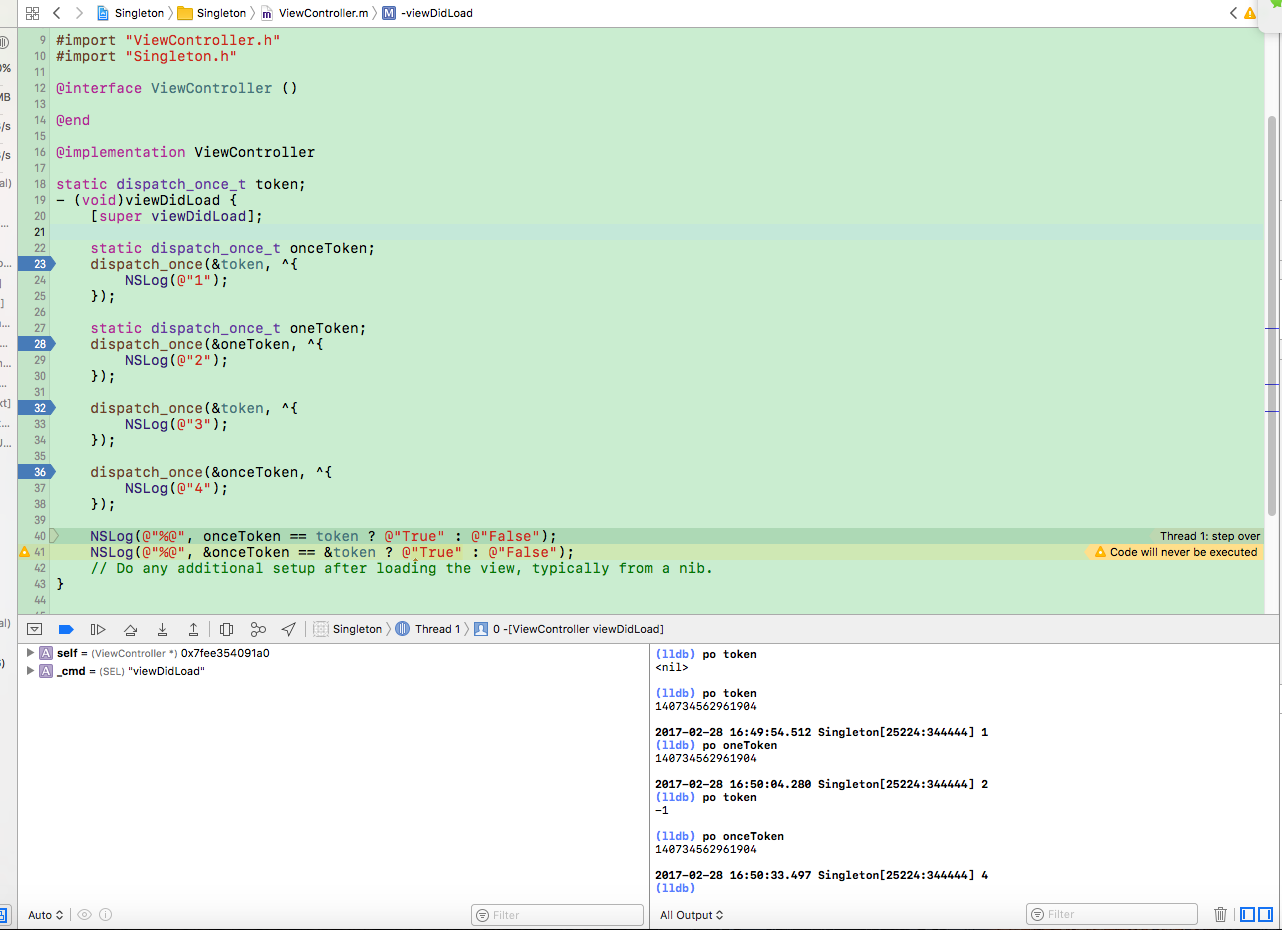 Singleton Singleton ViewController.m -viewDidLoad
9 #import "ViewController.h"
10 #import "Singleton.h"
11
12 @interface ViewController ()
13
14 @end
15
16 @implementation ViewController
17
18 static dispatch_once_t token;
19 - (void)viewDidLoad {
20 [super viewDidLoad];
21
22 static dispatch_once_t onceToken;
23 dispatch_once(&token, ^{
24 NSLog(@"1");
25 });
26
27 static dispatch_once_t oneToken;
28 dispatch_once(&oneToken, ^{
29 NSLog(@"2");
30 });
31
32 dispatch_once(&token, ^{
33 NSLog(@"3");
34 });
35
36 dispatch_once(&onceToken, ^{
37 NSLog(@"4");
38 });
39
40 NSLog(@"%@", onceToken == token ? @"True" : @"False"); Thread 1: step over
41 NSLog(@"%@", &onceToken == &token ? @"True" : @"False"); Code will never be executed
42 // Do any additional setup after loading the view, typically from a nib.
43 }
44
Singleton Thread 1 0 -[ViewController viewDidLoad]
self = (ViewController *) 0x7fee354091a0
_cmd = (SEL) "viewDidLoad"
(lldb) po token
<nil>
(lldb) po token
140734562961904
2017-02-28 16:49:54.512 Singleton[25224:344444] 1
(lldb) po oneToken
140734562961904
2017-02-28 16:50:04.280 Singleton[25224:344444] 2
(lldb) po token
-1
(lldb) po onceToken
140734562961904
2017-02-28 16:50:33.497 Singleton[25224:344444] 4
(lldb)
Auto Filter All Output Filter